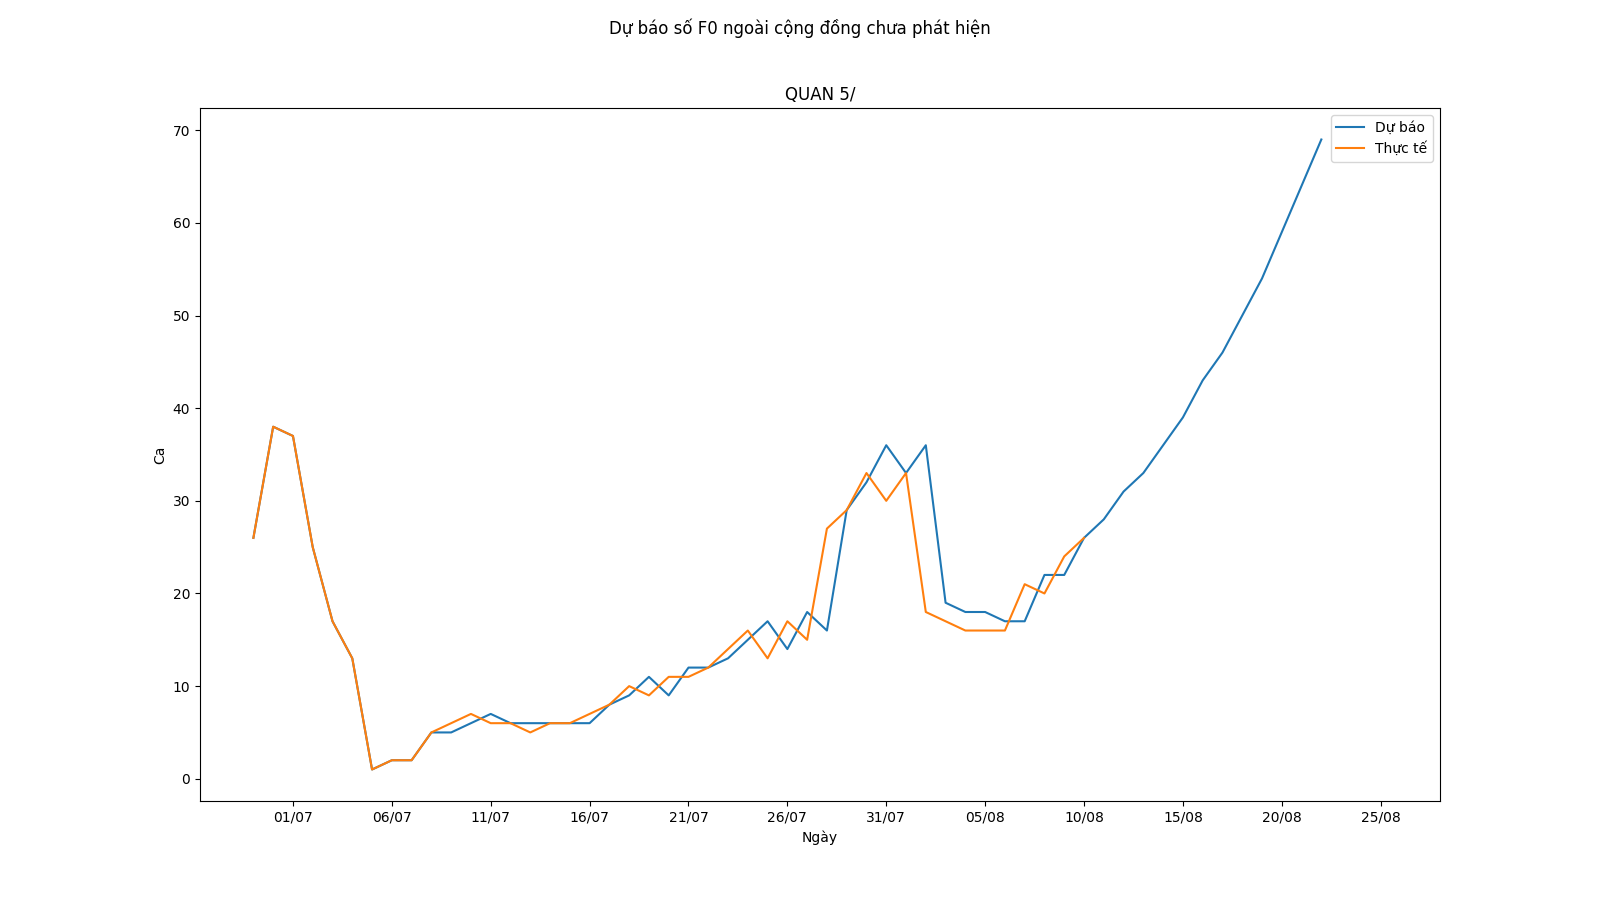 Dự báo số F0 ngoài cộng đồng chưa phát hiện
QUAN 5/
70
60
50
40
30
20
10
0
Ca
Dự báo
Thực tế
01/07 06/07 11/07 16/07 21/07 26/07 31/07 05/08 10/08 15/08 20/08 25/08
Ngày